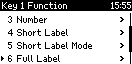 Key 1 Function 15:55
3 Number >
4 Short Label >
5 Short Label Mode >
▸ 6 Full Label >